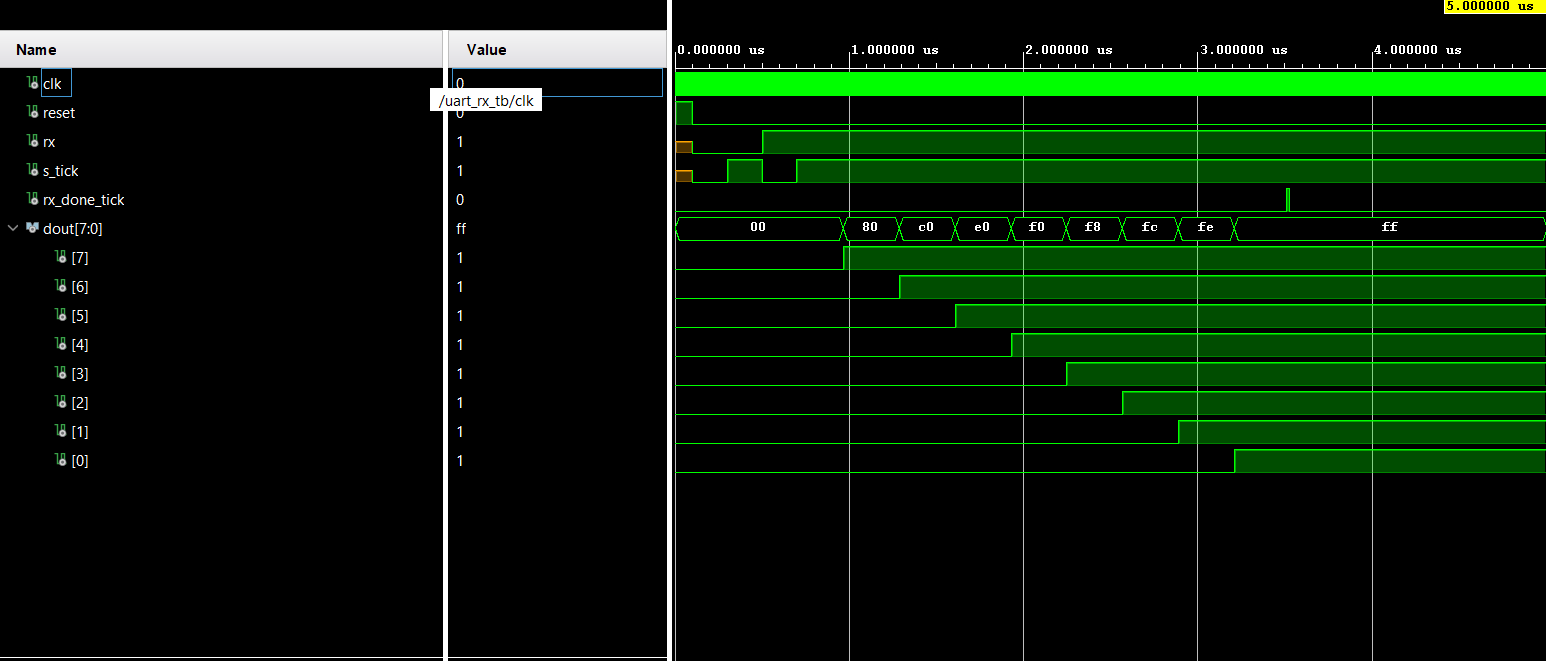 5.000000 us
Name Value
0.000000 us 1.000000 us 2.000000 us 3.000000 us 4.000000 us
clk 0
/uart_rx_tb/clk
reset 0
rx 1
s_tick 1
rx_done_tick 0
dout[7:0] ff 00 80 c0 e0 f0 f8 fc fe ff
[7] 1
[6] 1
[5] 1
[4] 1
[3] 1
[2] 1
[1] 1
[0] 1